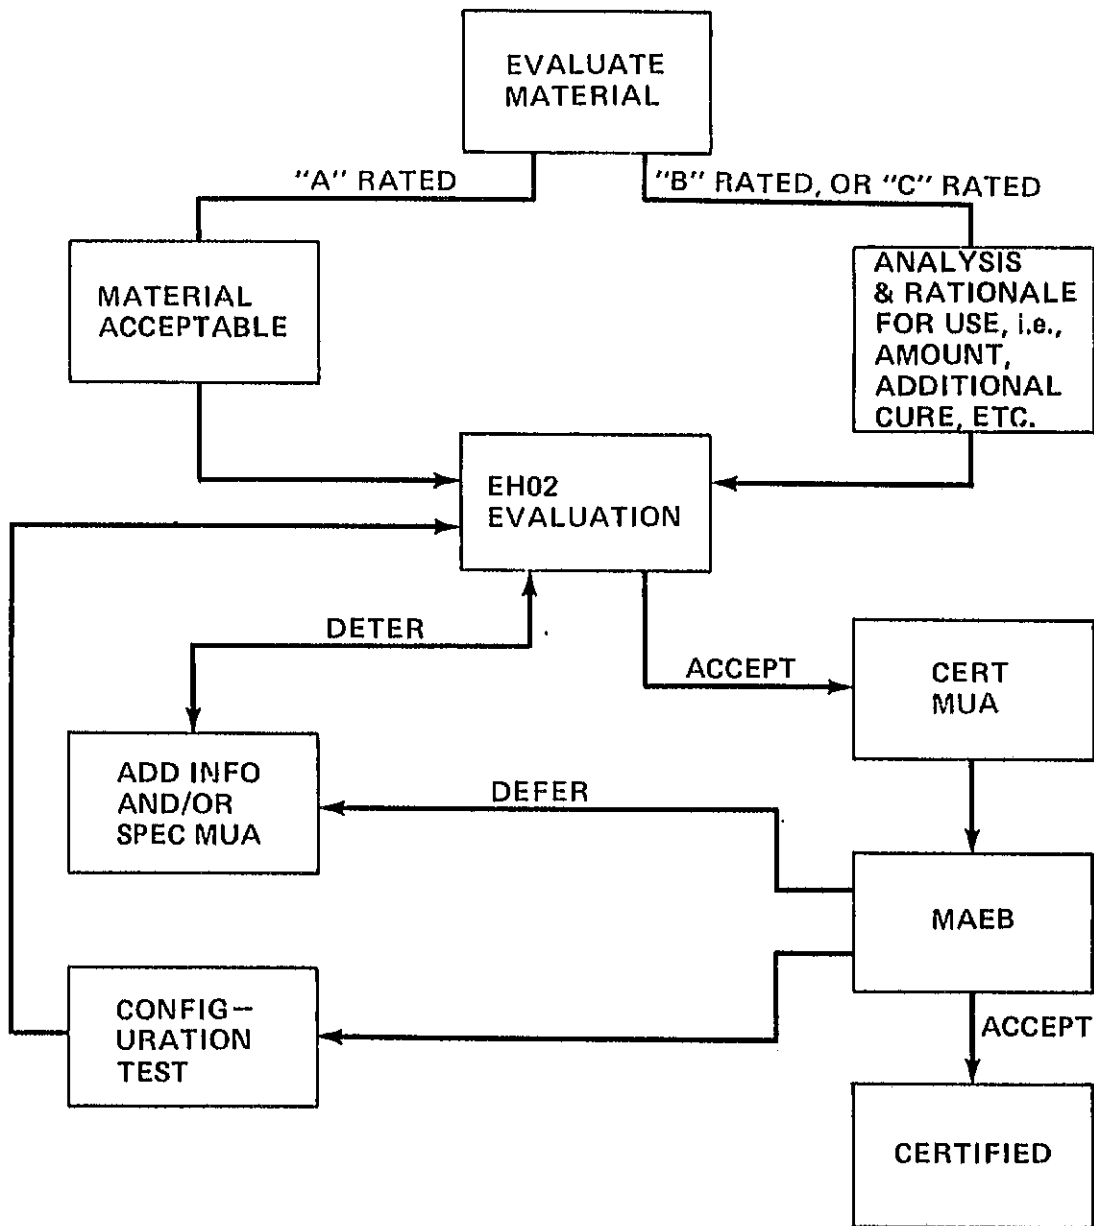 EVALUATE
MATERIAL
"A" RATED
"B" RATED, OR "C" RATED
MATERIAL
ACCEPTABLE
ANALYSIS
& RATIONALE
FOR USE, i.e.,
AMOUNT,
ADDITIONAL
CURE, ETC.
EH02
EVALUATION
DETER
ACCEPT
CERT
MUA
ADD INFO
AND/OR
SPEC MUA
DEFER
MAEB
CONFIG—
URATION
TEST
ACCEPT
CERTIFIED